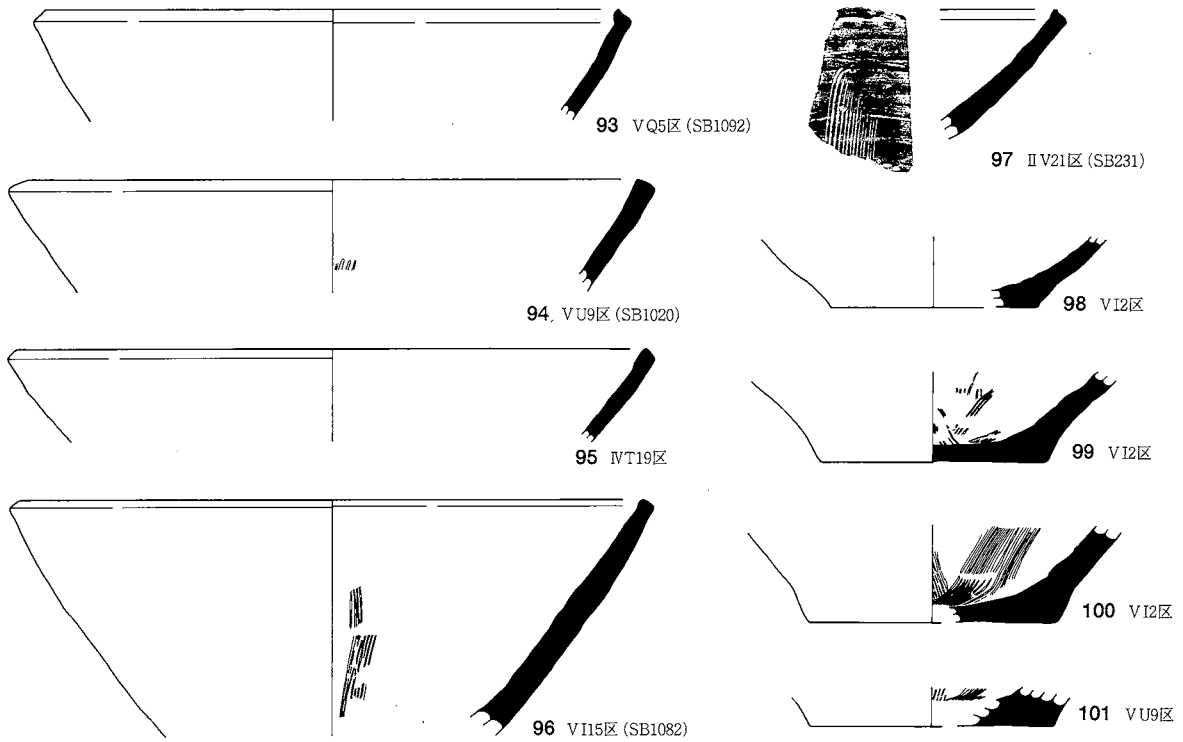 93 VQ5区 (SB1092)
94 VU9区 (SB1020)
95 ⅣT19区
96 VI15区 (SB1082)
97 ⅡV21区 (SB231)
98 VI2区
99 VI2区
100 VI2区
101 VU9区